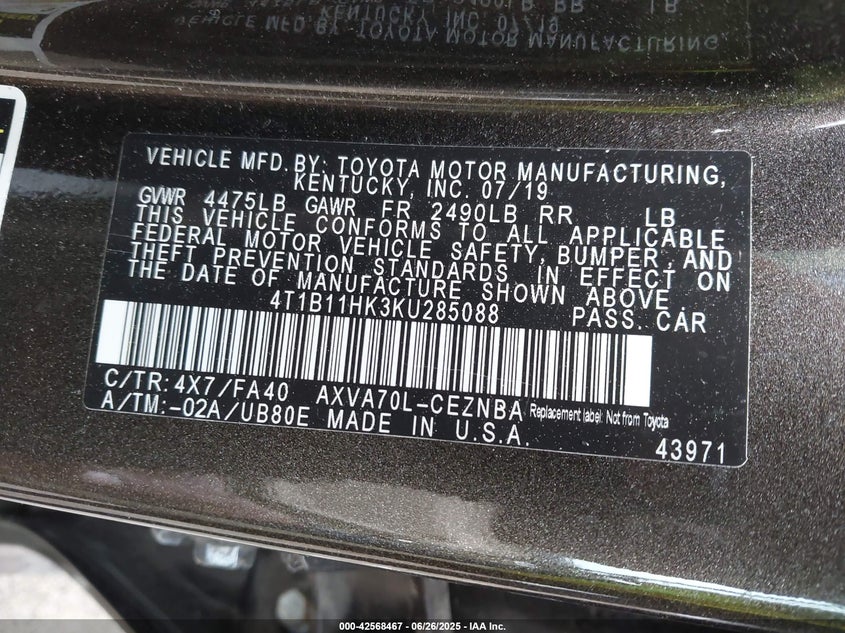 VEHICLE MFD. BY: TOYOTA MOTOR MANUFACTURING,
KENTUCKY, INC. 07/19
GVWR 4475LB GAWR FR 2490LB RR LB
THIS VEHICLE CONFORMS TO ALL APPLICABLE
FEDERAL MOTOR VEHICLE SAFETY, BUMPER, AND
THEFT PREVENTION STANDARDS IN EFFECT ON
THE DATE OF MANUFACTURE SHOWN ABOVE.
4T1B11HK3KU285088 PASS. CAR
C/TR: 4X7/FA40 AXVA70L-CEZNBA Replacement label: Not from Toyota
A/TM: -02A/UB80E MADE IN U.S.A.
43971
000-42568467 - 06/26/2025 - IAA Inc.